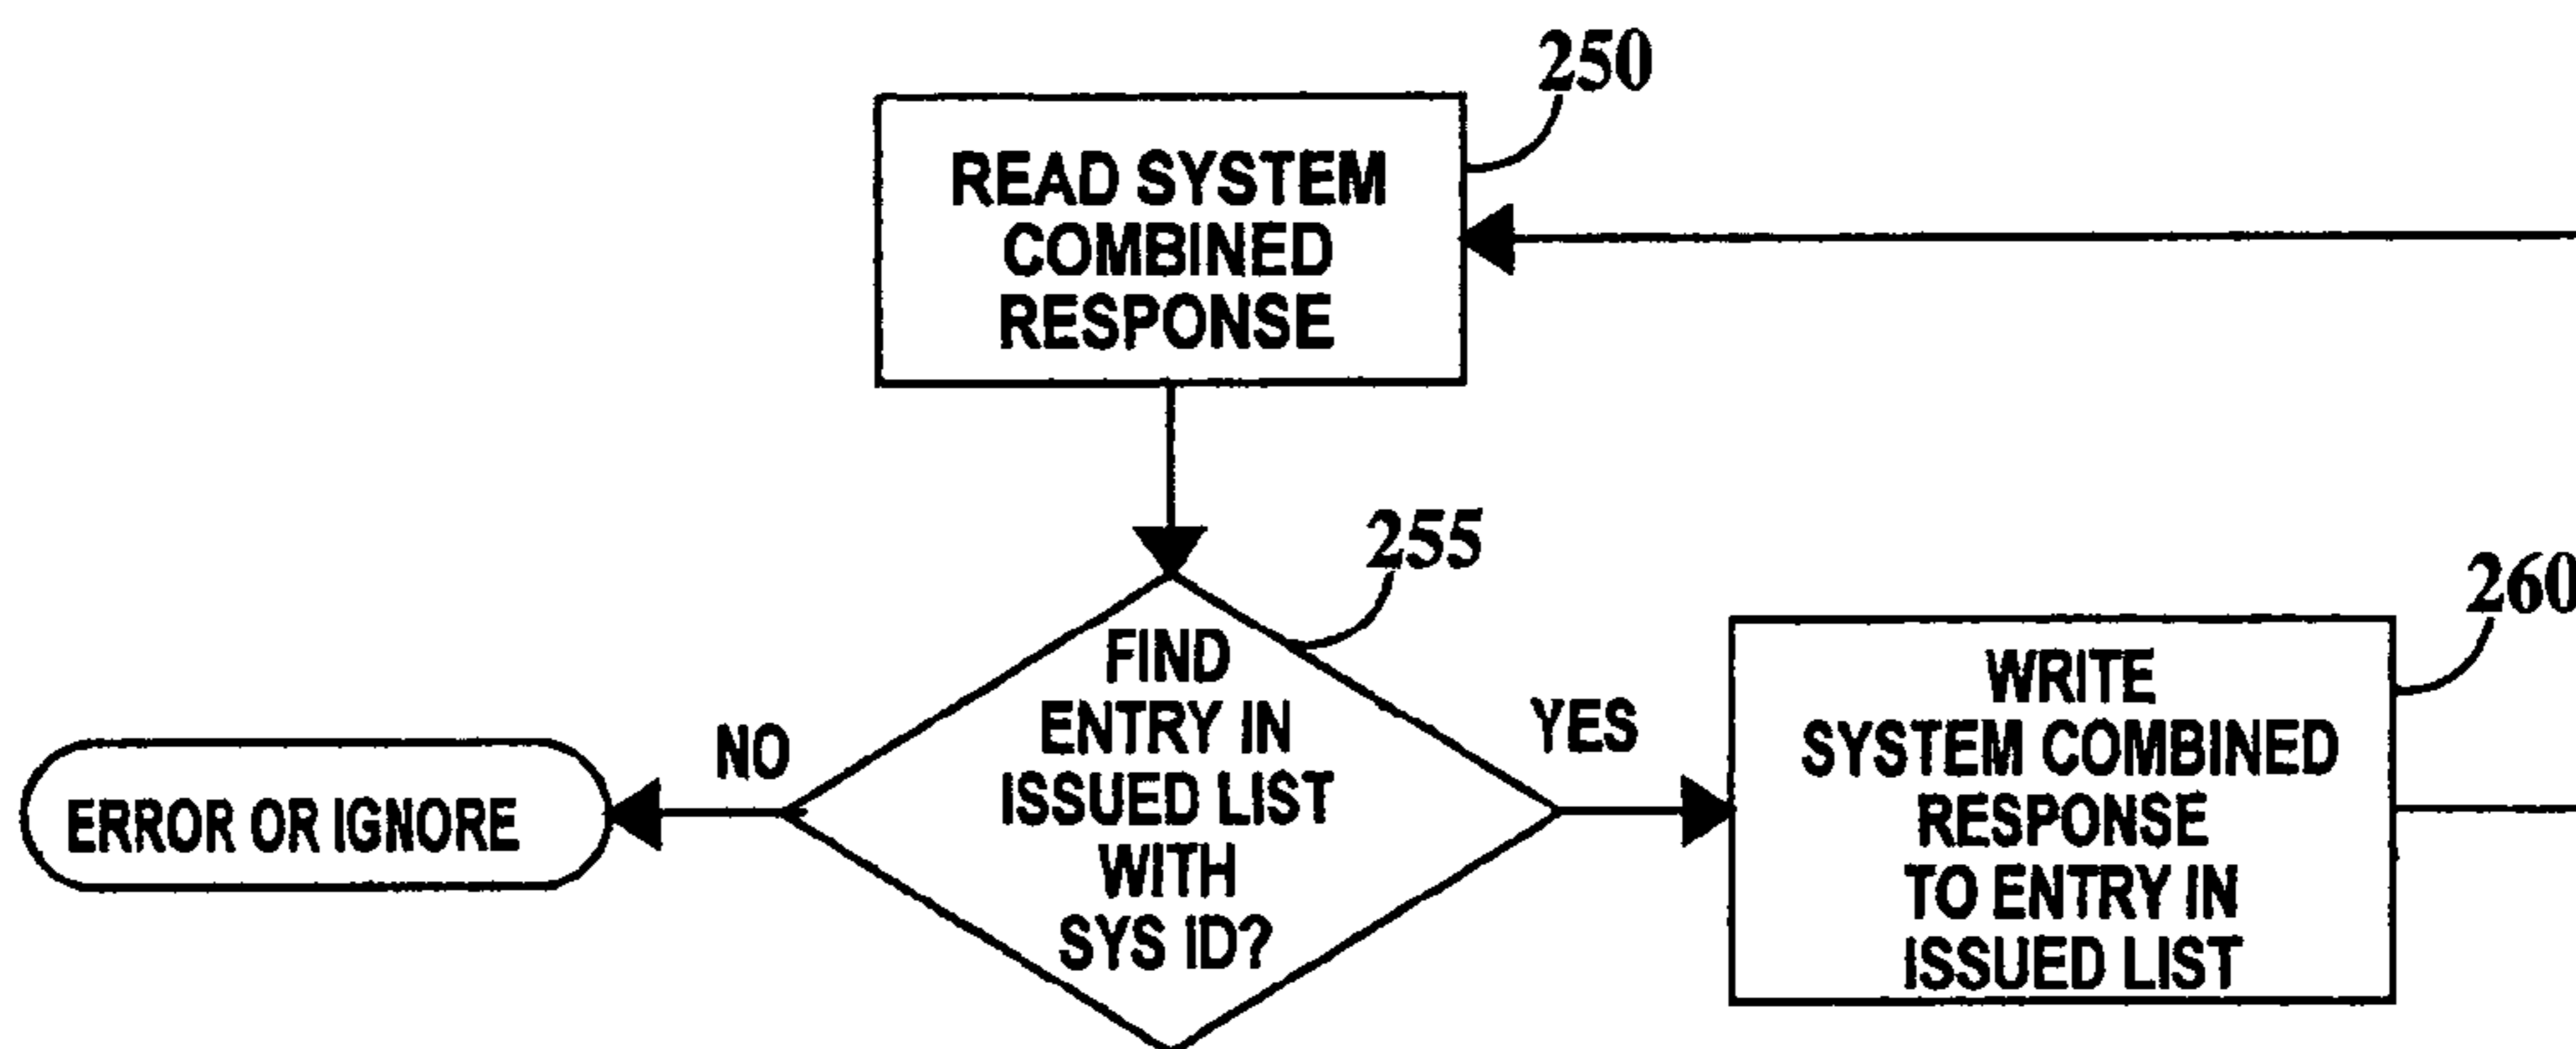 250
READ SYSTEM
COMBINED
RESPONSE
255
FIND
ENTRY IN
ISSUED LIST
WITH
SYS ID?
NO
ERROR OR IGNORE
YES
260
WRITE
SYSTEM COMBINED
RESPONSE
TO ENTRY IN
ISSUED LIST